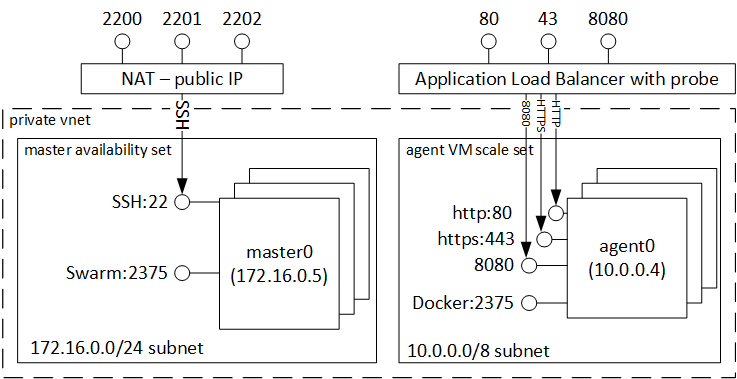 2200 2201 2202
80 43 8080
NAT – public IP
Application Load Balancer with probe
SSH
8080
HTTPS
HTTP
private vnet
master availability set
agent VM scale set
SSH:22
Swarm:2375
master0
(172.16.0.5)
172.16.0.0/24 subnet
http:80
https:443
8080
Docker:2375
agent0
(10.0.0.4)
10.0.0.0/8 subnet